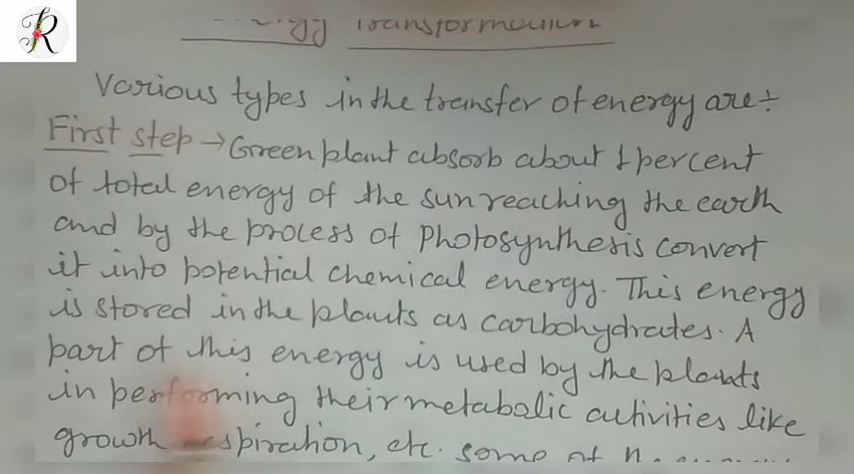 R
Transformation
Various types in the transfer of energy are ÷
First step → Green plant absorb about 1 percent
of total energy of the sun reaching the earth
and by the process of Photosynthesis convert
it into potential chemical energy. This energy
is stored in the plants as carbohydrates. A
part of this energy is used by the plants
in performing their metabolic activities like
growth respiration, etc. some of